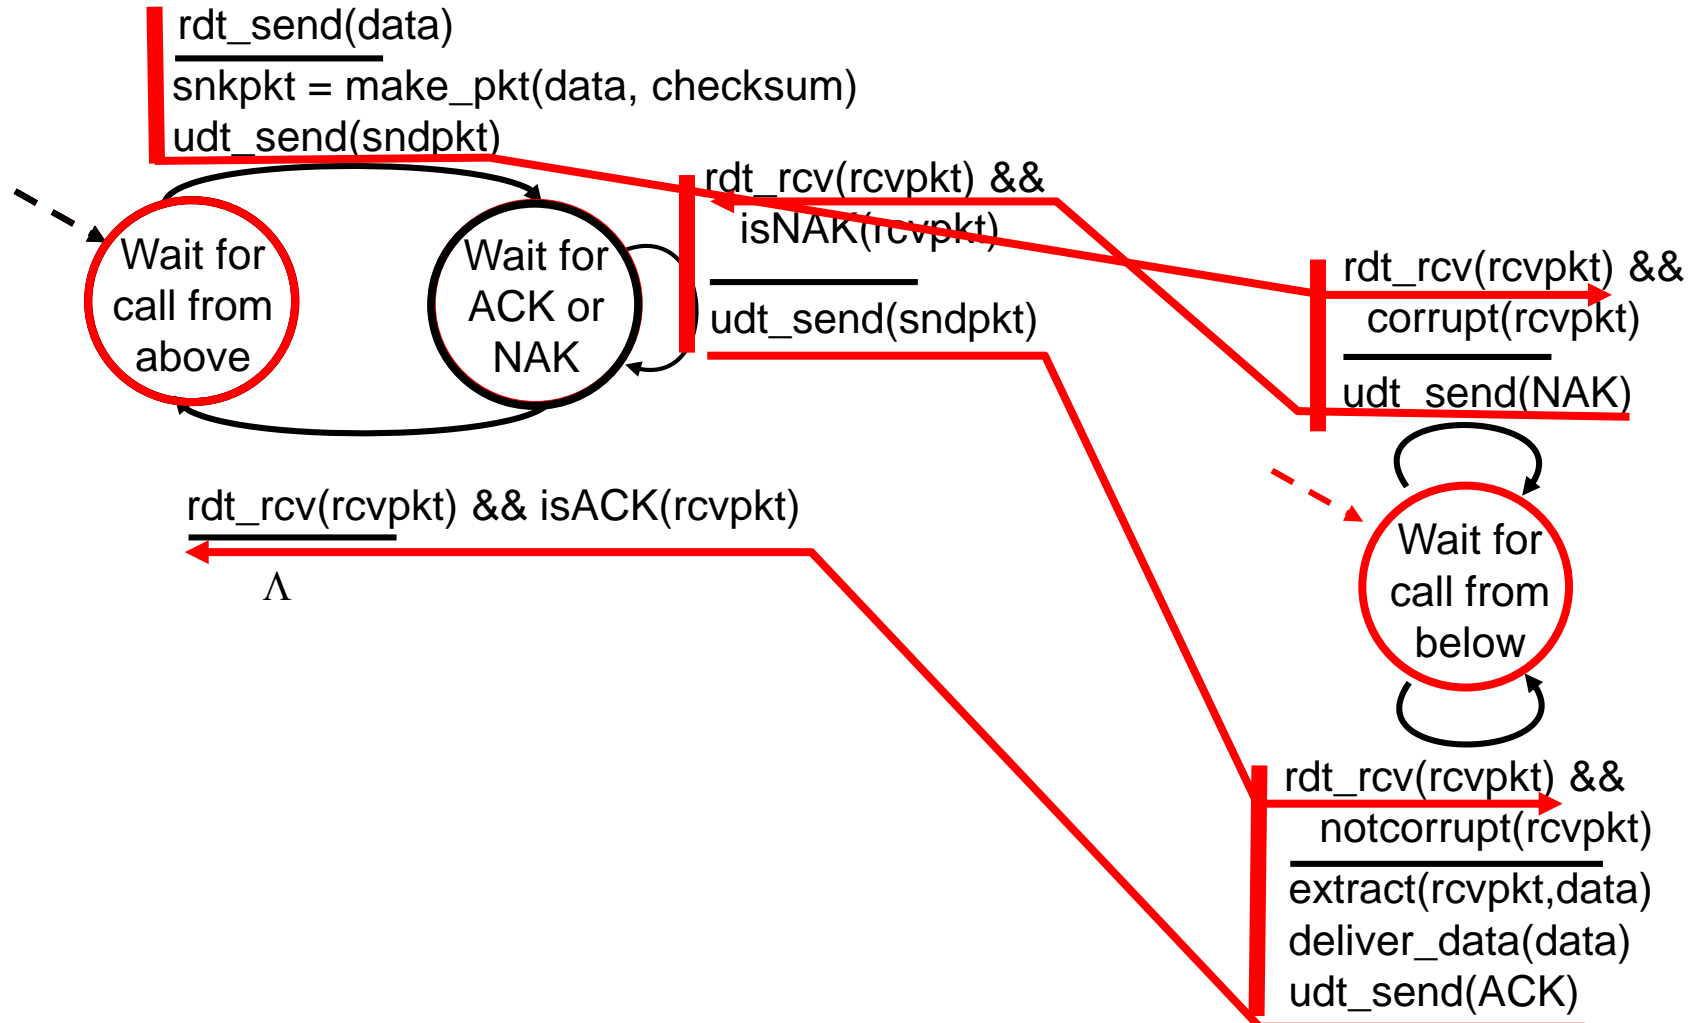 rdt_send(data)
snkpkt = make_pkt(data, checksum)
udt_send(sndpkt)
rdt_rcv(rcvpkt) &&
isNAK(rcvpkt)
udt_send(sndpkt)
Wait for
call from
above
Wait for
ACK or
NAK
rdt_rcv(rcvpkt) && isACK(rcvpkt)
Λ
rdt_rcv(rcvpkt) &&
corrupt(rcvpkt)
udt_send(NAK)
Wait for
call from
below
rdt_rcv(rcvpkt) &&
notcorrupt(rcvpkt)
extract(rcvpkt,data)
deliver_data(data)
udt_send(ACK)